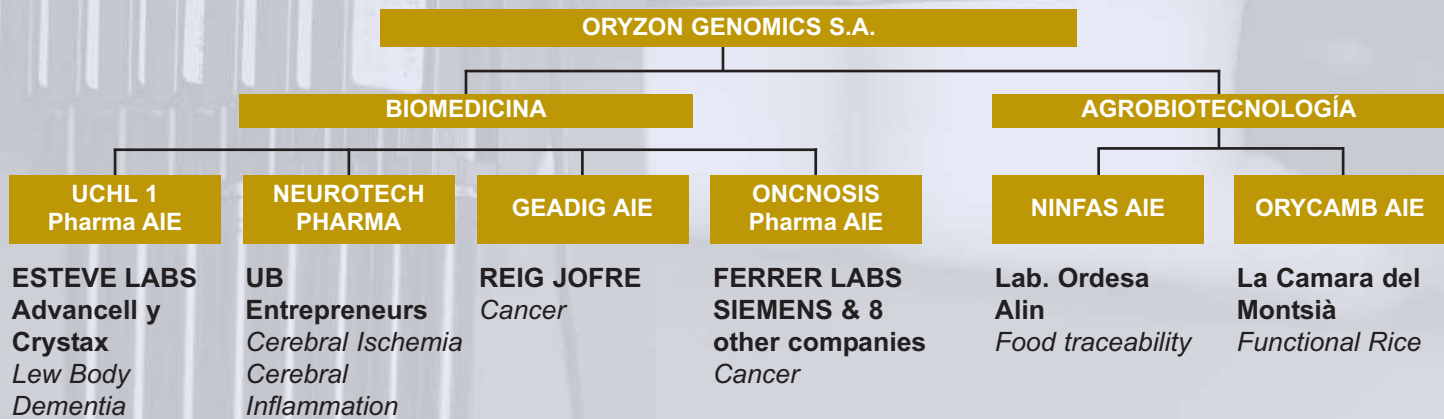 ORYZON GENOMICS S.A.
BIOMEDICINA
AGROBIOTECNOLOGÍA
UCHL 1
Pharma AIE
NEUROTECH
PHARMA
GEADIG AIE
ONCNOSIS
Pharma AIE
NINFAS AIE
ORYCAMB AIE
ESTEVE LABS
Advancell y
Crystax
Lew Body
Dementia
UB
Entrepreneurs
Cerebral Ischemia
Cerebral
Inflammation
REIG JOFRE
Cancer
FERRER LABS
SIEMENS & 8
other companies
Cancer
Lab. Ordesa
Alin
Food traceability
La Camara del
Montsià
Functional Rice